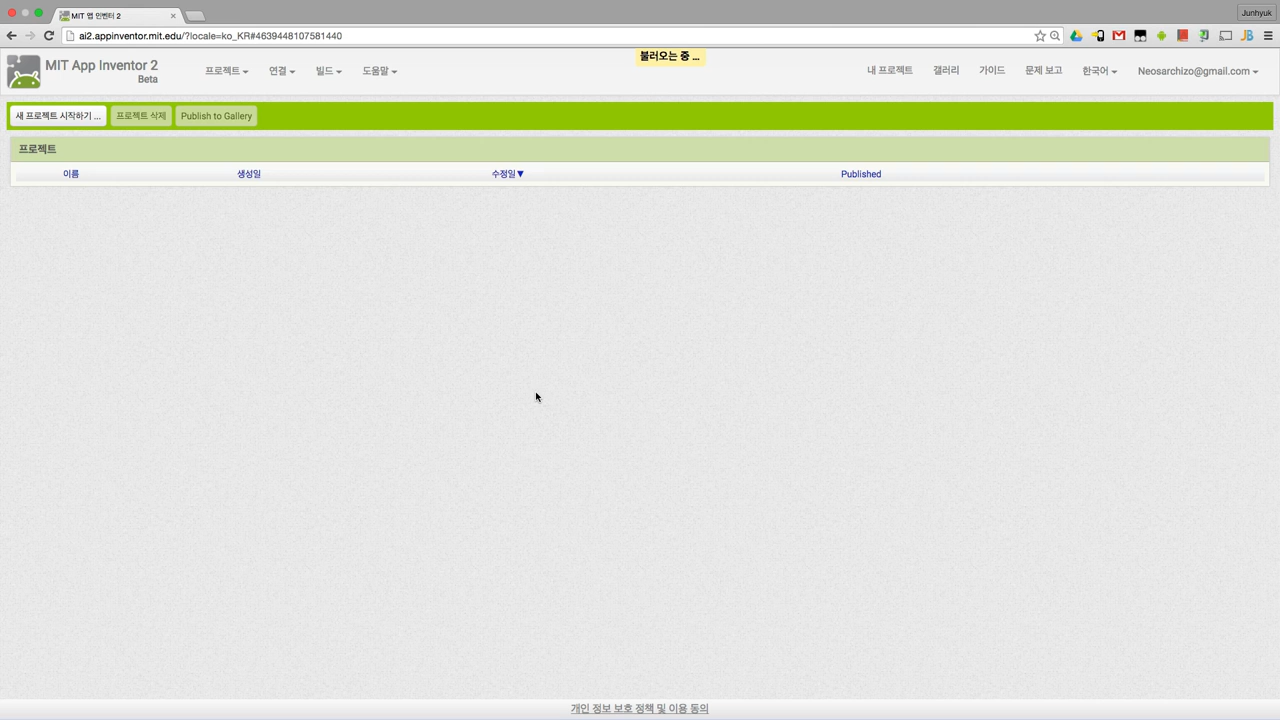 MIT 앱 인벤터 2
Junhyuk
ai2.appinventor.mit.edu/?locale=ko_KR#4639448107581440
불러오는 중 ...
MIT App Inventor 2
Beta
프로젝트 연결 빌드 도움말
내 프로젝트 갤러리 가이드 문제 보고 한국어 Neosarchizo@gmail.com
새 프로젝트 시작하기 ... 프로젝트 삭제 Publish to Gallery
프로젝트
이름 생성일 수정일▼ Published
개인 정보 보호 정책 및 이용 동의